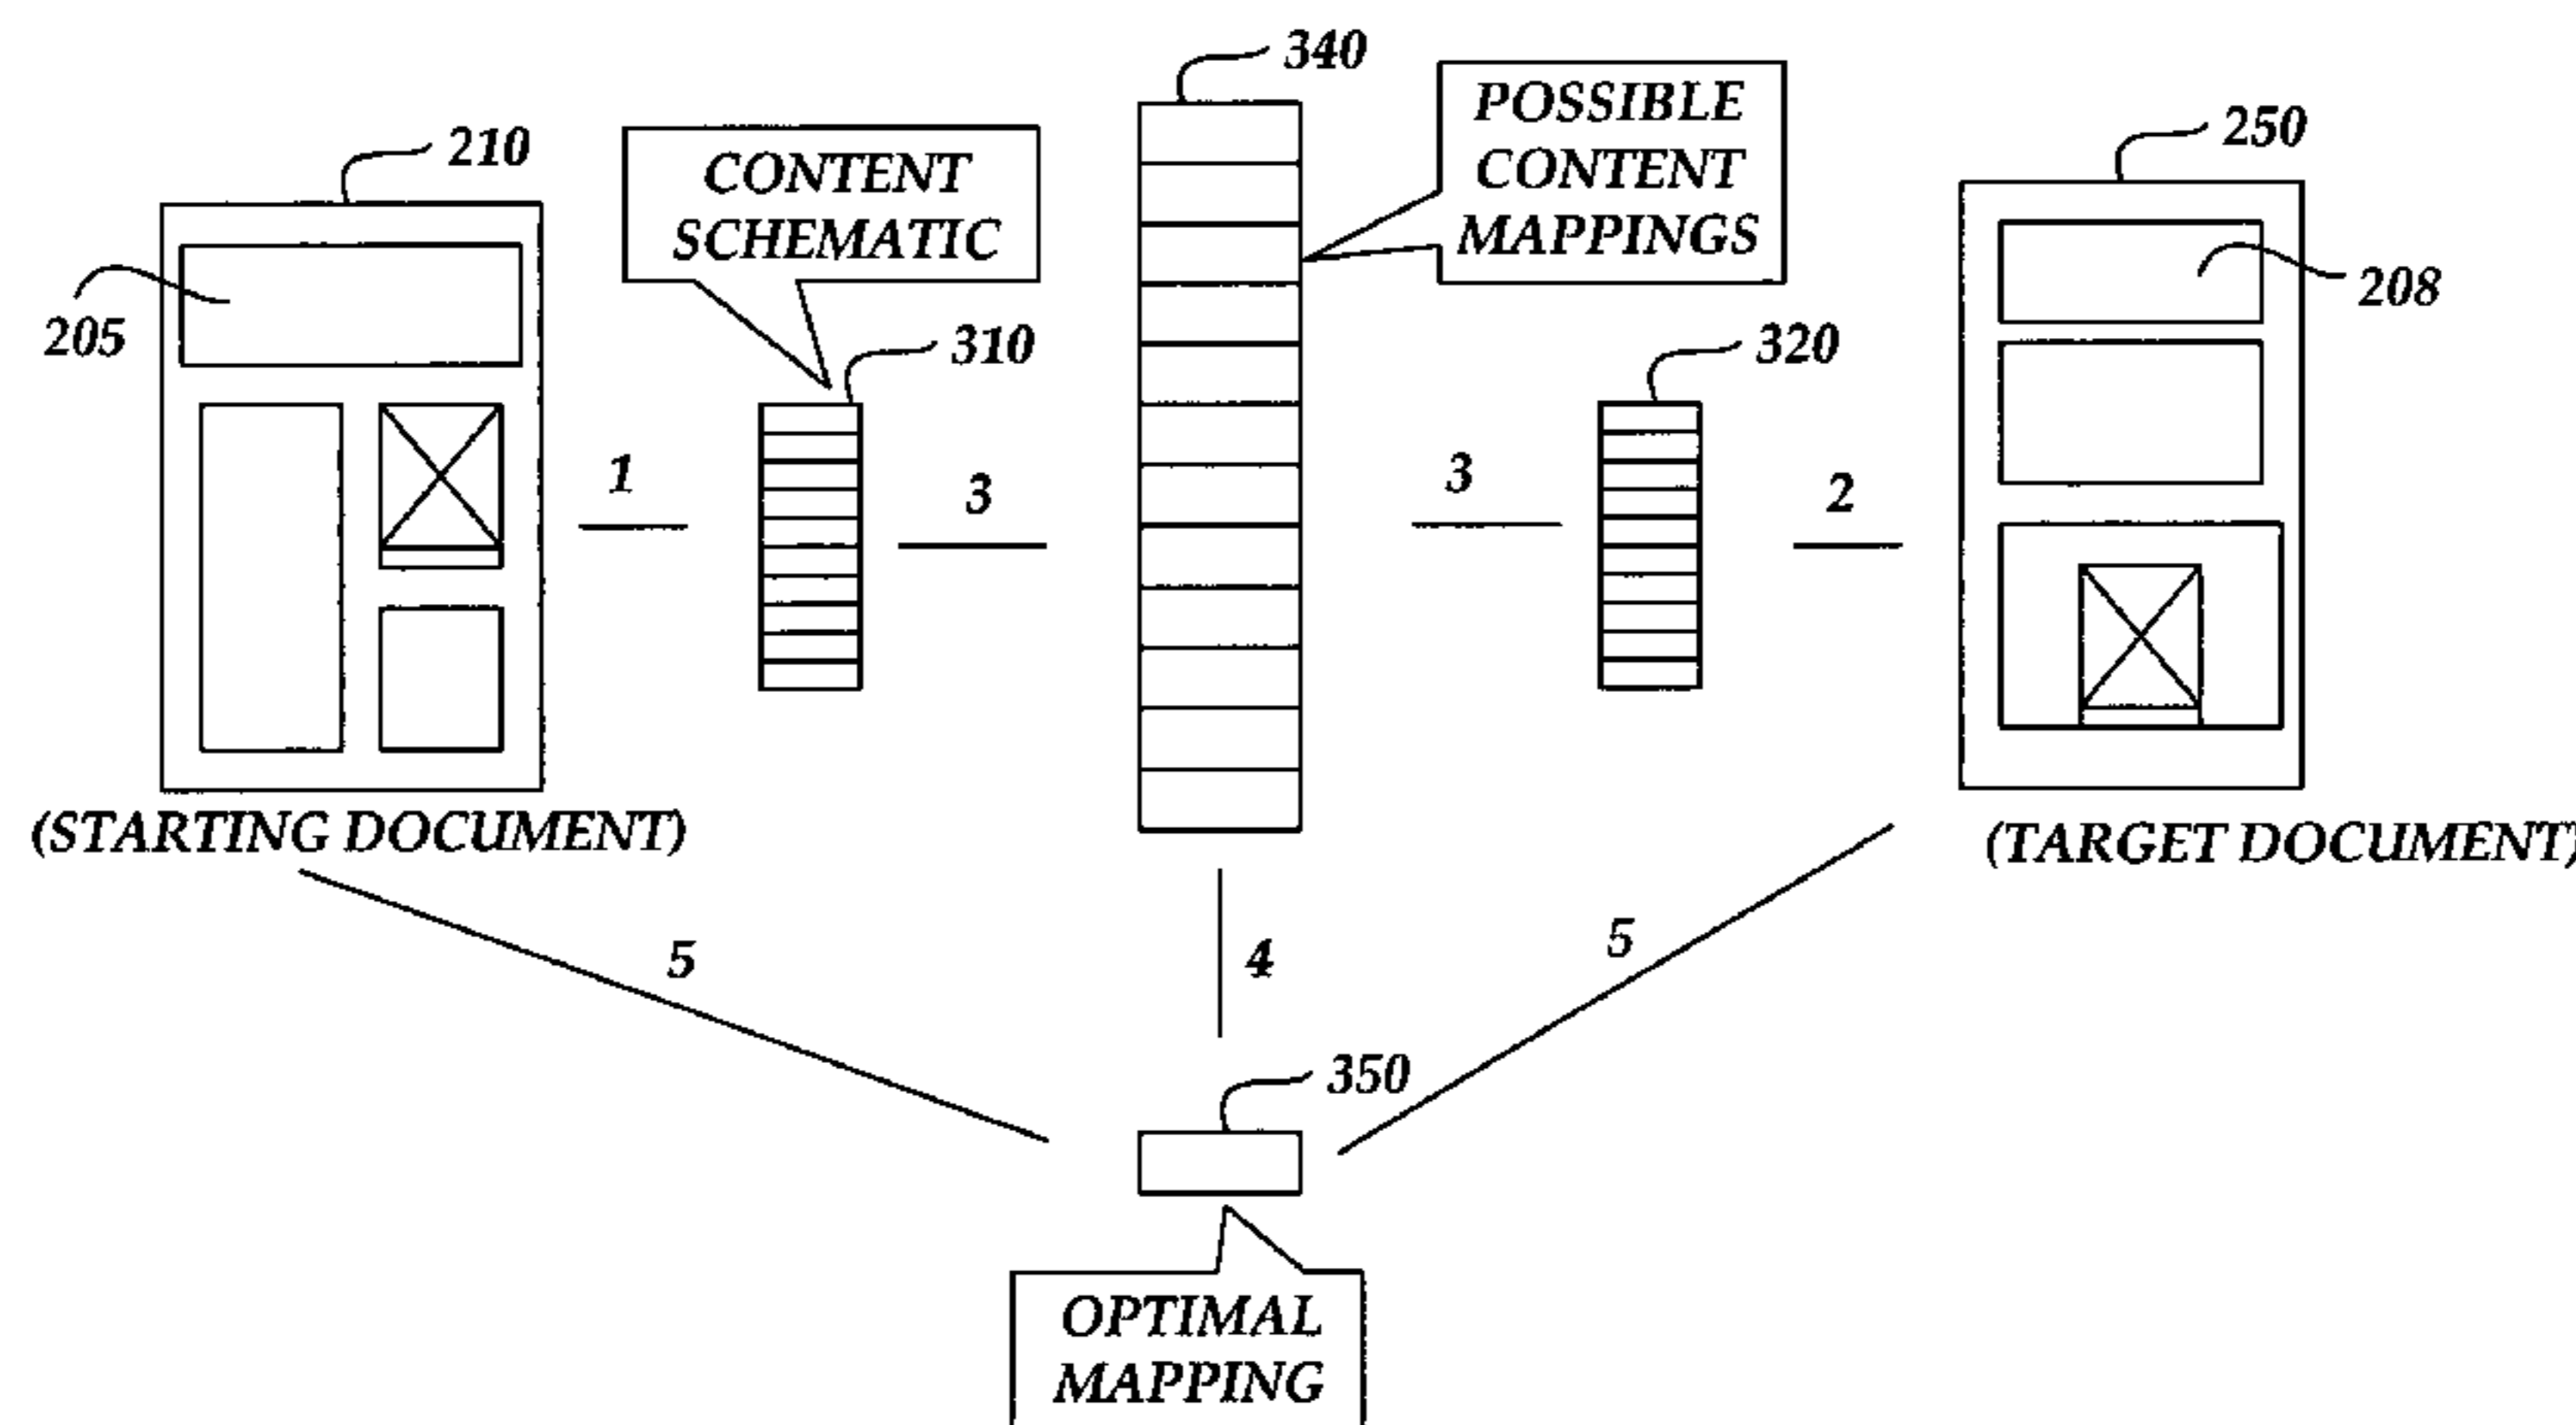 340
POSSIBLE
CONTENT
MAPPINGS
250
210
CONTENT
SCHEMATIC
208
205
310
320
1
3
3
2
(STARTING DOCUMENT)
(TARGET DOCUMENT)
5
4
5
350
OPTIMAL
MAPPING